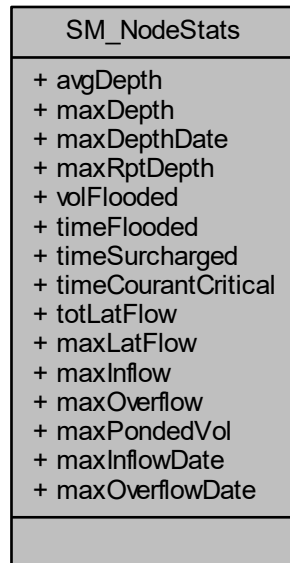 SM_NodeStats
+ avgDepth
+ maxDepth
+ maxDepthDate
+ maxRptDepth
+ volFlooded
+ timeFlooded
+ timeSurcharged
+ timeCourantCritical
+ totLatFlow
+ maxLatFlow
+ maxInflow
+ maxOverflow
+ maxPondedVol
+ maxInflowDate
+ maxOverflowDate